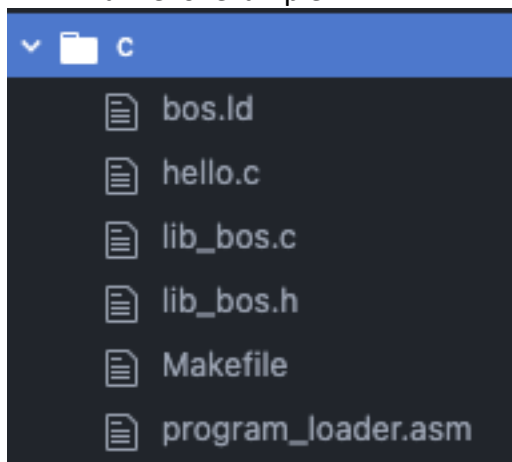 c
bos.ld
hello.c
lib_bos.c
lib_bos.h
Makefile
program_loader.asm